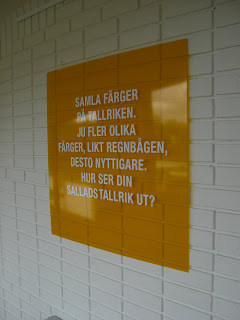 SAMLA FÄRGER
PÅ TALLRIKEN.
JU FLER OLIKA
FÄRGER, LIKT REGNBÅGEN,
DESTO NYTTIGARE.
HUR SER DIN
SALLADSTALLRIK UT?